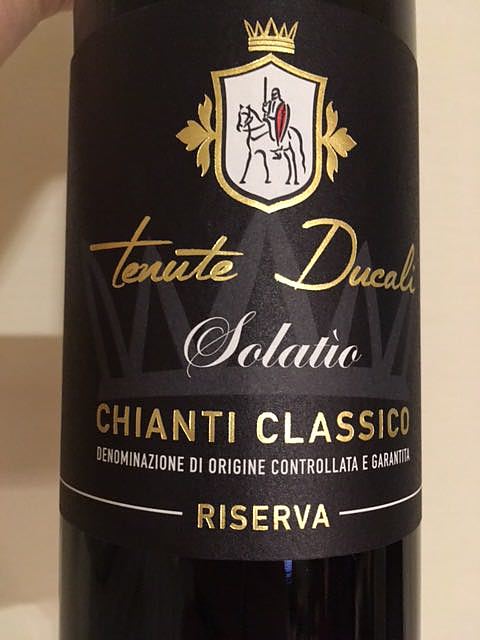 Tenute Ducali
Solatìo
CHIANTI CLASSICO
DENOMINAZIONE DI ORIGINE CONTROLLATA E GARANTITA
RISERVA